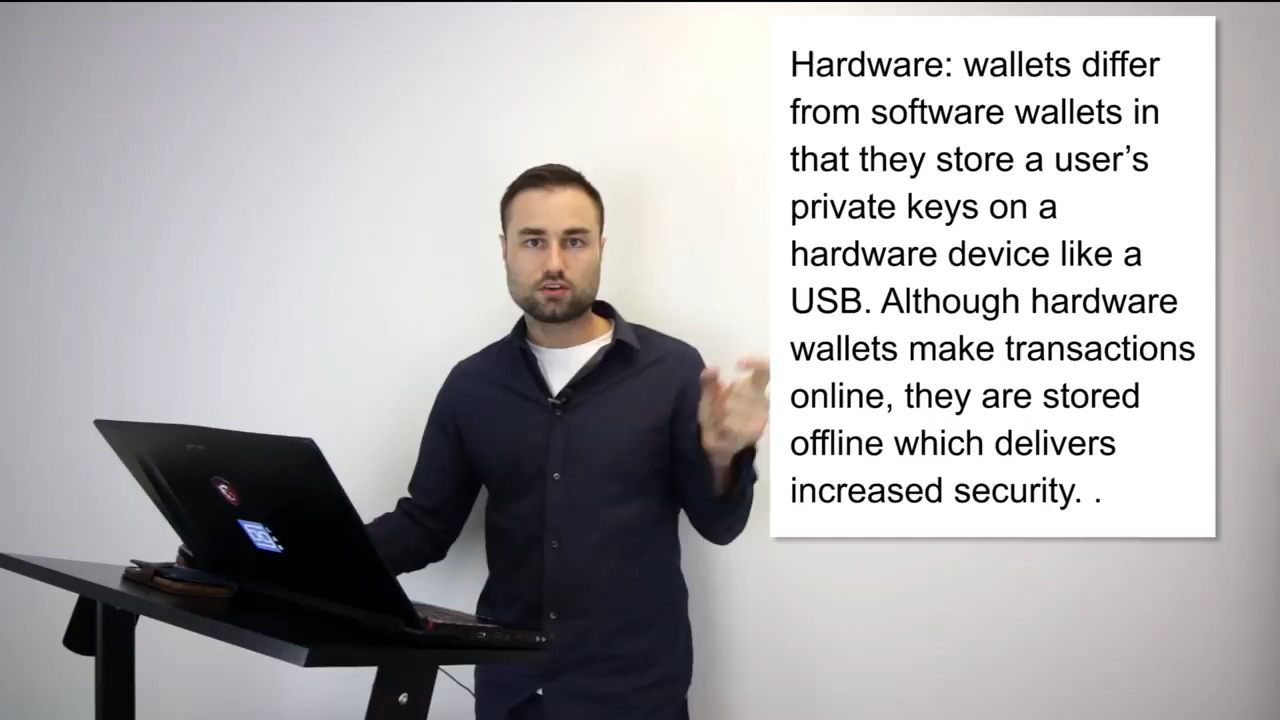 Hardware: wallets differ
from software wallets in
that they store a user’s
private keys on a
hardware device like a
USB. Although hardware
wallets make transactions
online, they are stored
offline which delivers
increased security. .